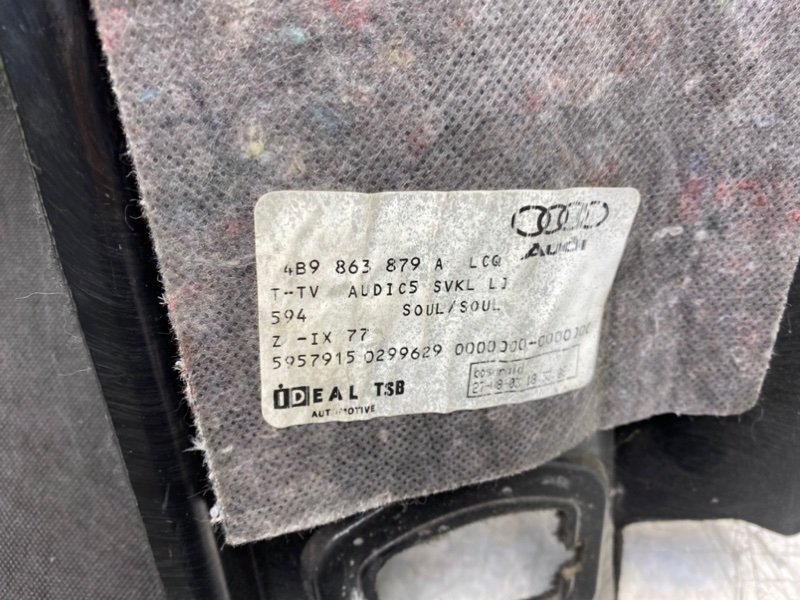 AUDI
4B9 863 879 A LCQ
T-TV AUDIC5 SVKL LI
594 SOUL/SOUL
Z -IX 77
5957915 0299629 0000000-0000000
IDEAL TSB
AUTOMOTIVE